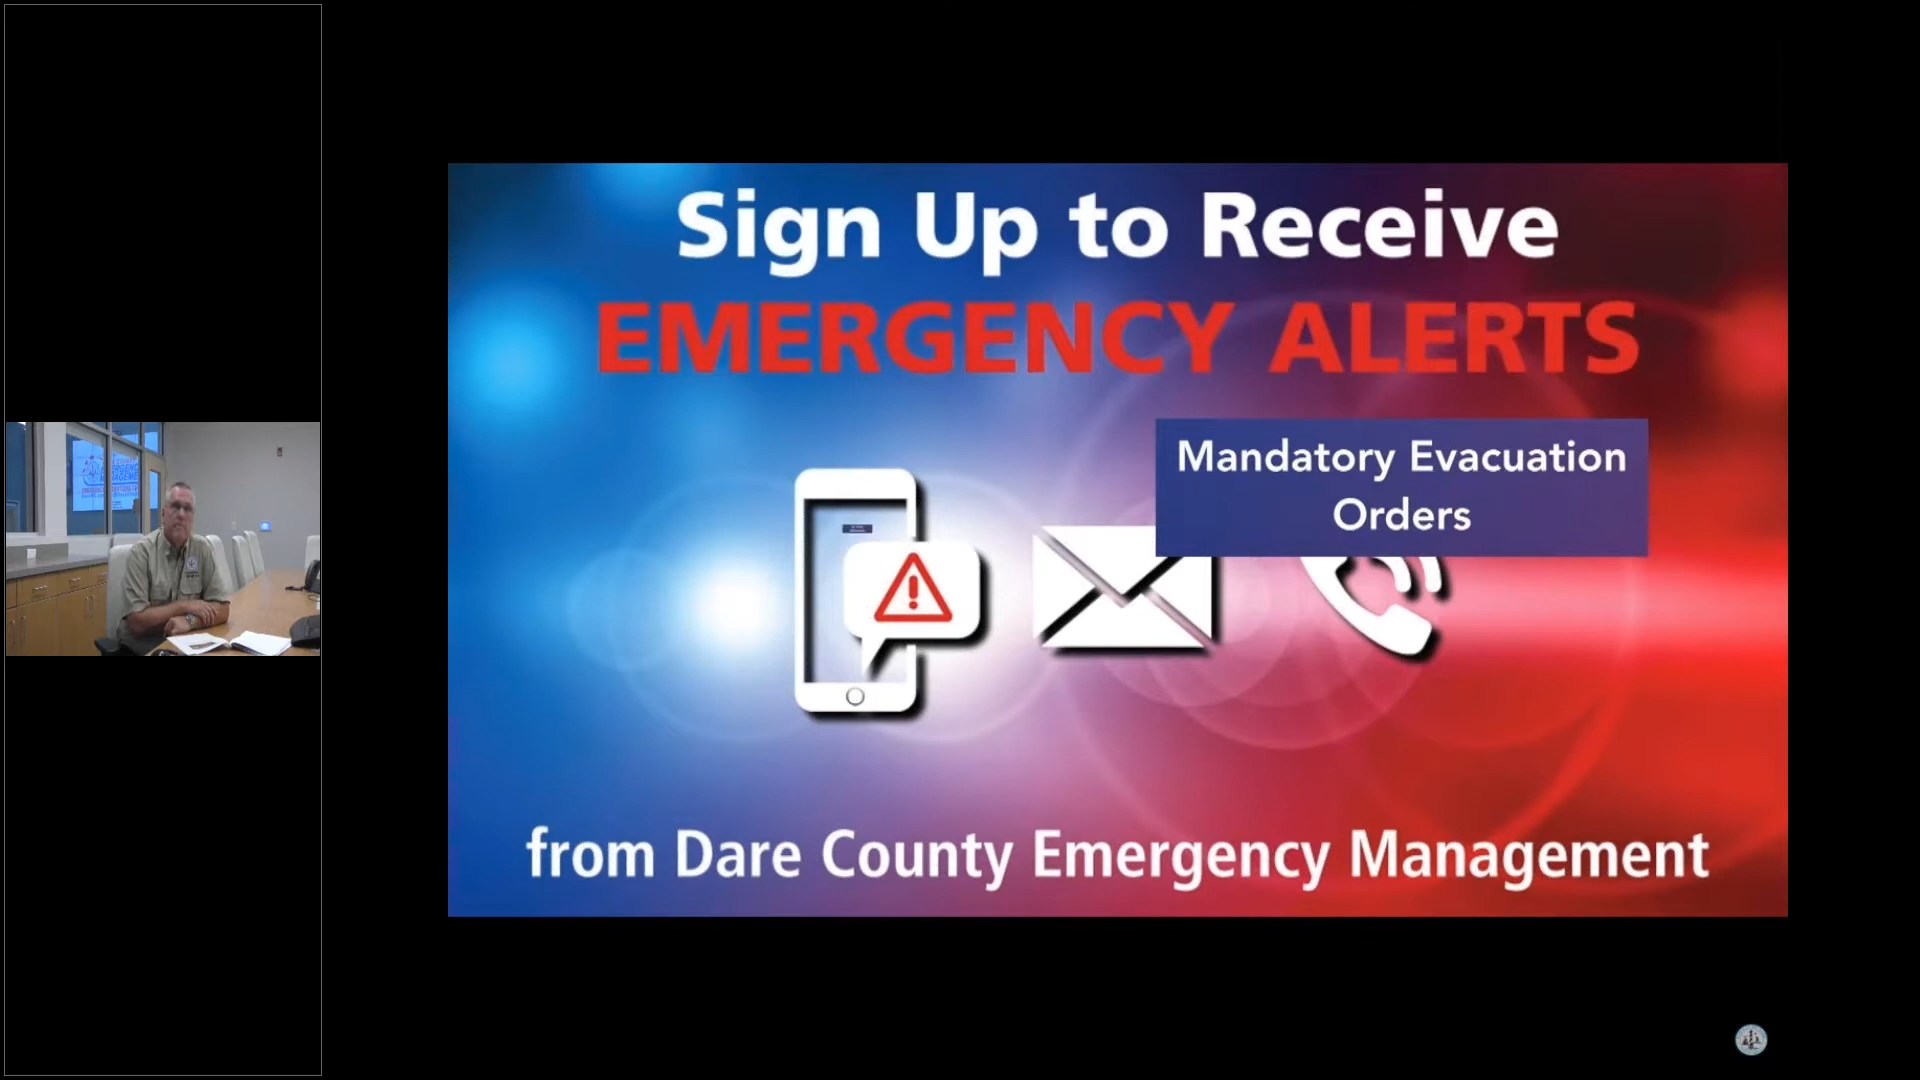 Sign Up to Receive
EMERGENCY ALERTS
Mandatory Evacuation
Orders
from Dare County Emergency Management